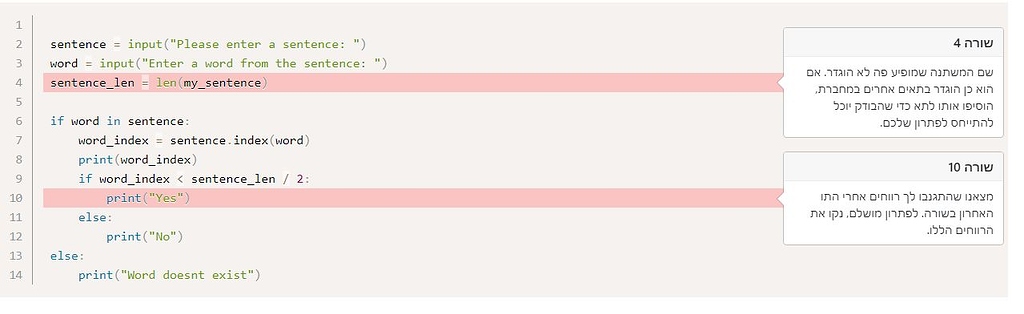 1
2 sentence = input("Please enter a sentence: ")
3 word = input("Enter a word from the sentence: ")
4 sentence_len = len(my_sentence)
5
6 if word in sentence:
7     word_index = sentence.index(word)
8     print(word_index)
9     if word_index < sentence_len / 2:
10         print("Yes")
11     else:
12         print("No")
13 else:
14     print("Word doesnt exist")
שורה 4
שם המשתנה שמופיע פה לא הוגדר. אם
הוא כן הוגדר בתאים אחרים במחברת,
הוסיפו אותו לתא כדי שהבודק יוכל
להתייחס לפתרון שלכם.
שורה 10
מצאנו שהתגנבו לך רווחים אחרי התו
האחרון בשורה. לפתרון מושלם, נקו את
הרווחים הללו.